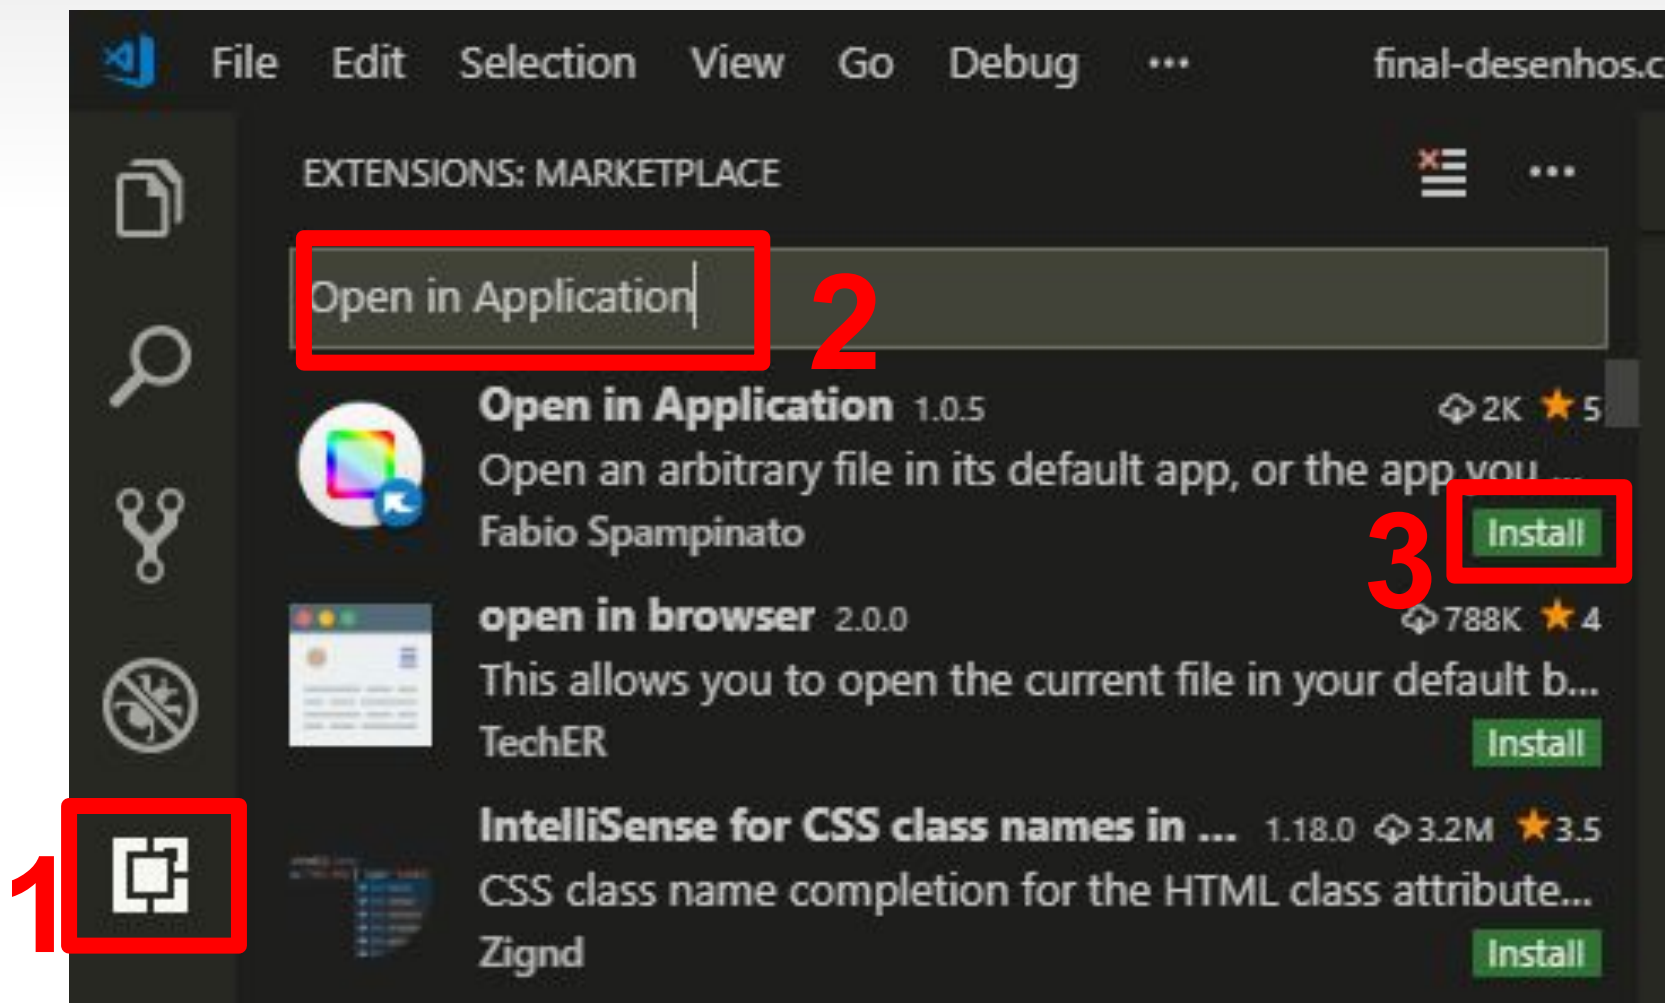 File Edit Selection View Go Debug ... final-desenhos.c
EXTENSIONS: MARKETPLACE ...
Open in Application 2
Open in Application 1.0.5 2K 5
Open an arbitrary file in its default app, or the app you ...
Fabio Spampinato 3 Install
open in browser 2.0.0 788K 4
This allows you to open the current file in your default b...
TechER Install
IntelliSense for CSS class names in ... 1.18.0 3.2M 3.5
1 CSS class name completion for the HTML class attribute...
Zignd Install